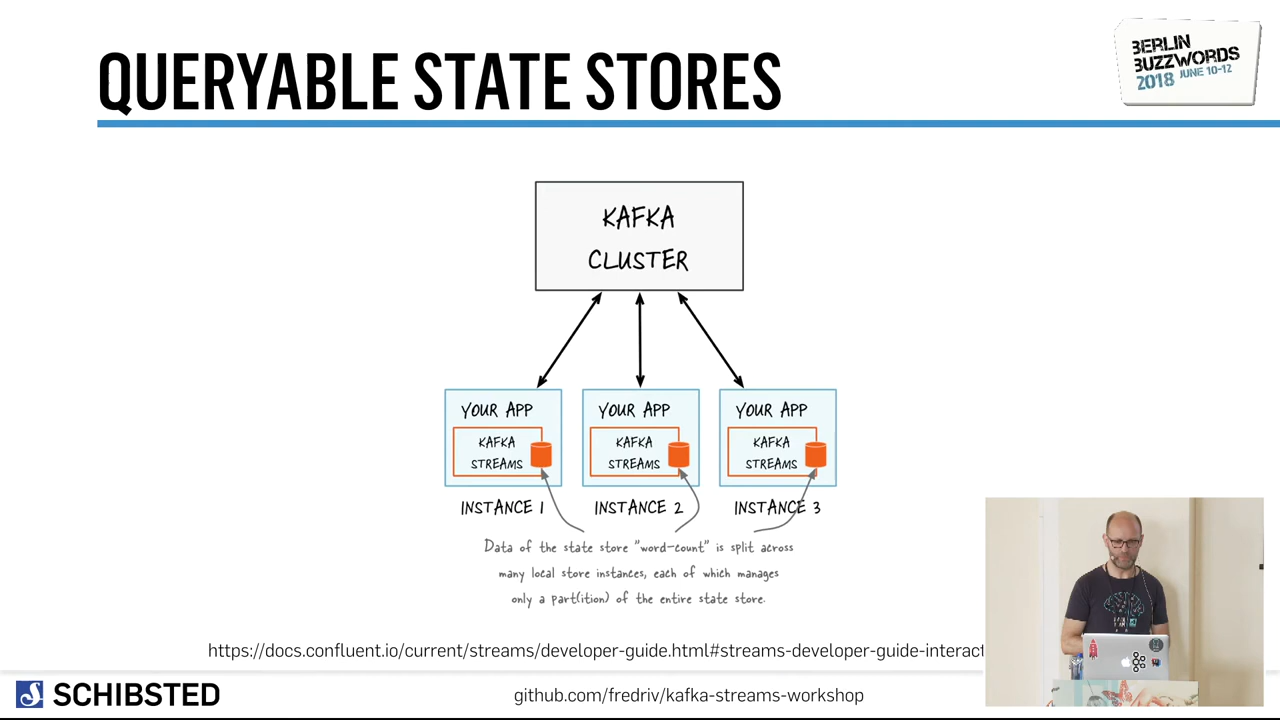 QUERYABLE STATE STORES
BERLIN
BUZZWORDS
2018 JUNE 10-12
KAFKA
CLUSTER
YOUR APP
KAFKA
STREAMS
INSTANCE 1
YOUR APP
KAFKA
STREAMS
INSTANCE 2
YOUR APP
KAFKA
STREAMS
INSTANCE 3
Data of the state store "word-count" is split across
many local store instances, each of which manages
only a part(ition) of the entire state store.
https://docs.confluent.io/current/streams/developer-guide.html#streams-developer-guide-interact
SCHIBSTED
github.com/fredriv/kafka-streams-workshop